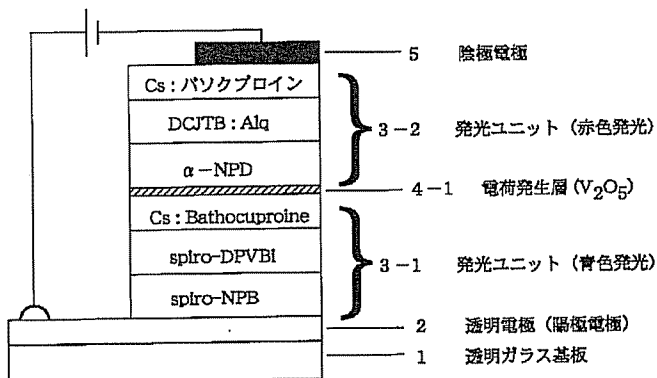 5 陰極電極
Cs:バソクプロイン
DCJTB:Alq
3-2 発光ユニット (赤色発光)
α-NPD
4-1 電荷発生層 (V₂O₅)
Cs:Bathocuproine
spiro-DPVBi
3-1 発光ユニット (青色発光)
spiro-NPB
2 透明電極 (陽極電極)
1 透明ガラス基板